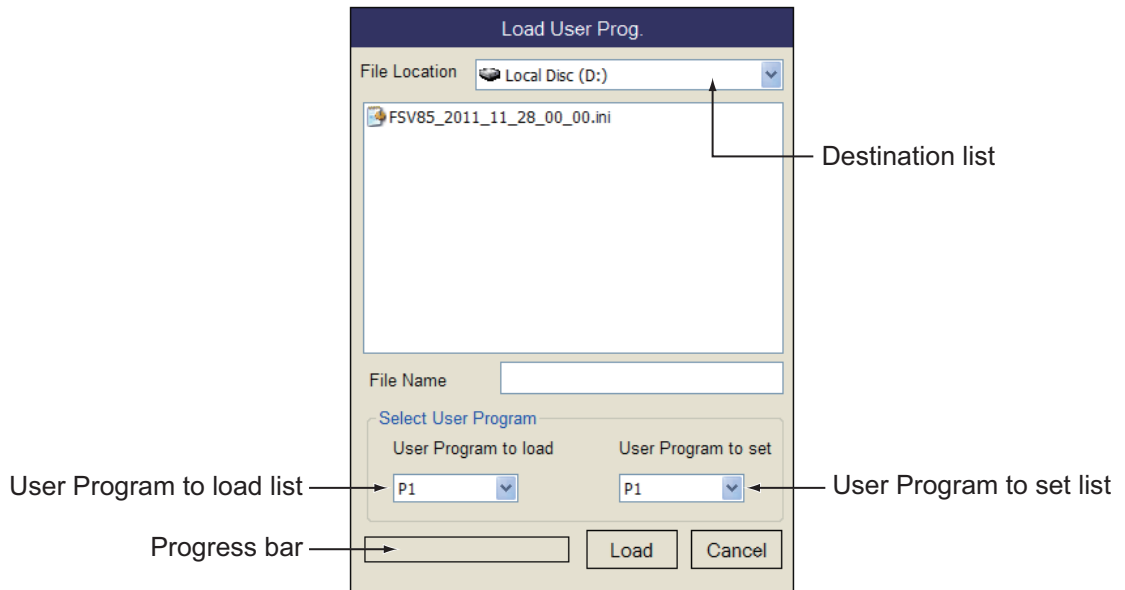 Load User Prog.
File Location
Local Disc (D:)
FSV85_2011_11_28_00_00.ini
Destination list
File Name
Select User Program
User Program to load
User Program to set
User Program to load list
P1
P1
User Program to set list
Progress bar
Load
Cancel